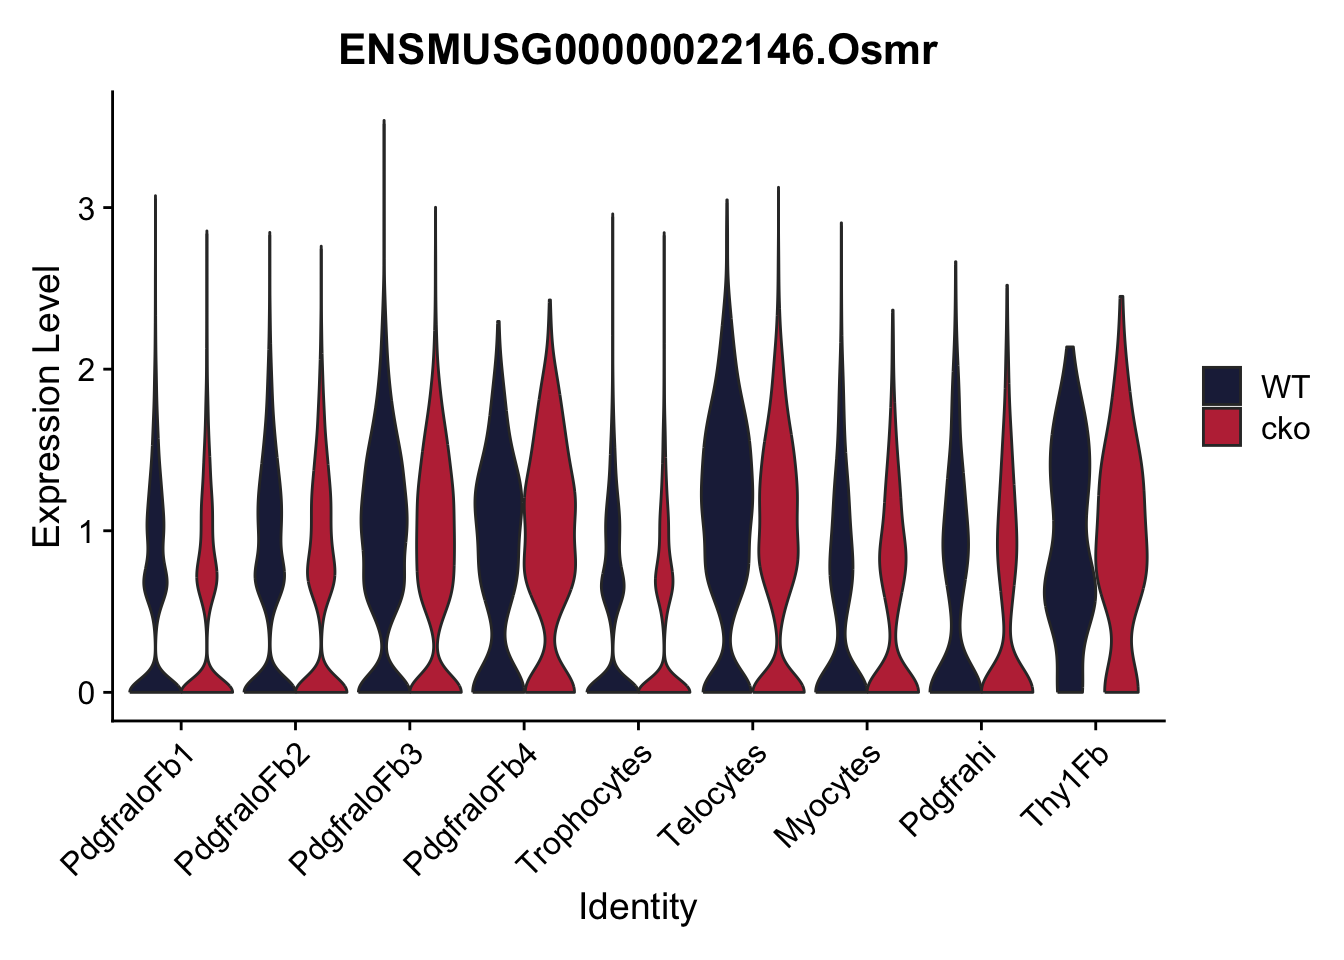 ENSMUSG00000022146.Osmr
Expression Level
3
2
1
0
WT
cko
PdgfraloFb1
PdgfraloFb2
PdgfraloFb3
PdgfraloFb4
Trophocytes
Telocytes
Myocytes
Pdgfrahi
Thy1Fb
Identity